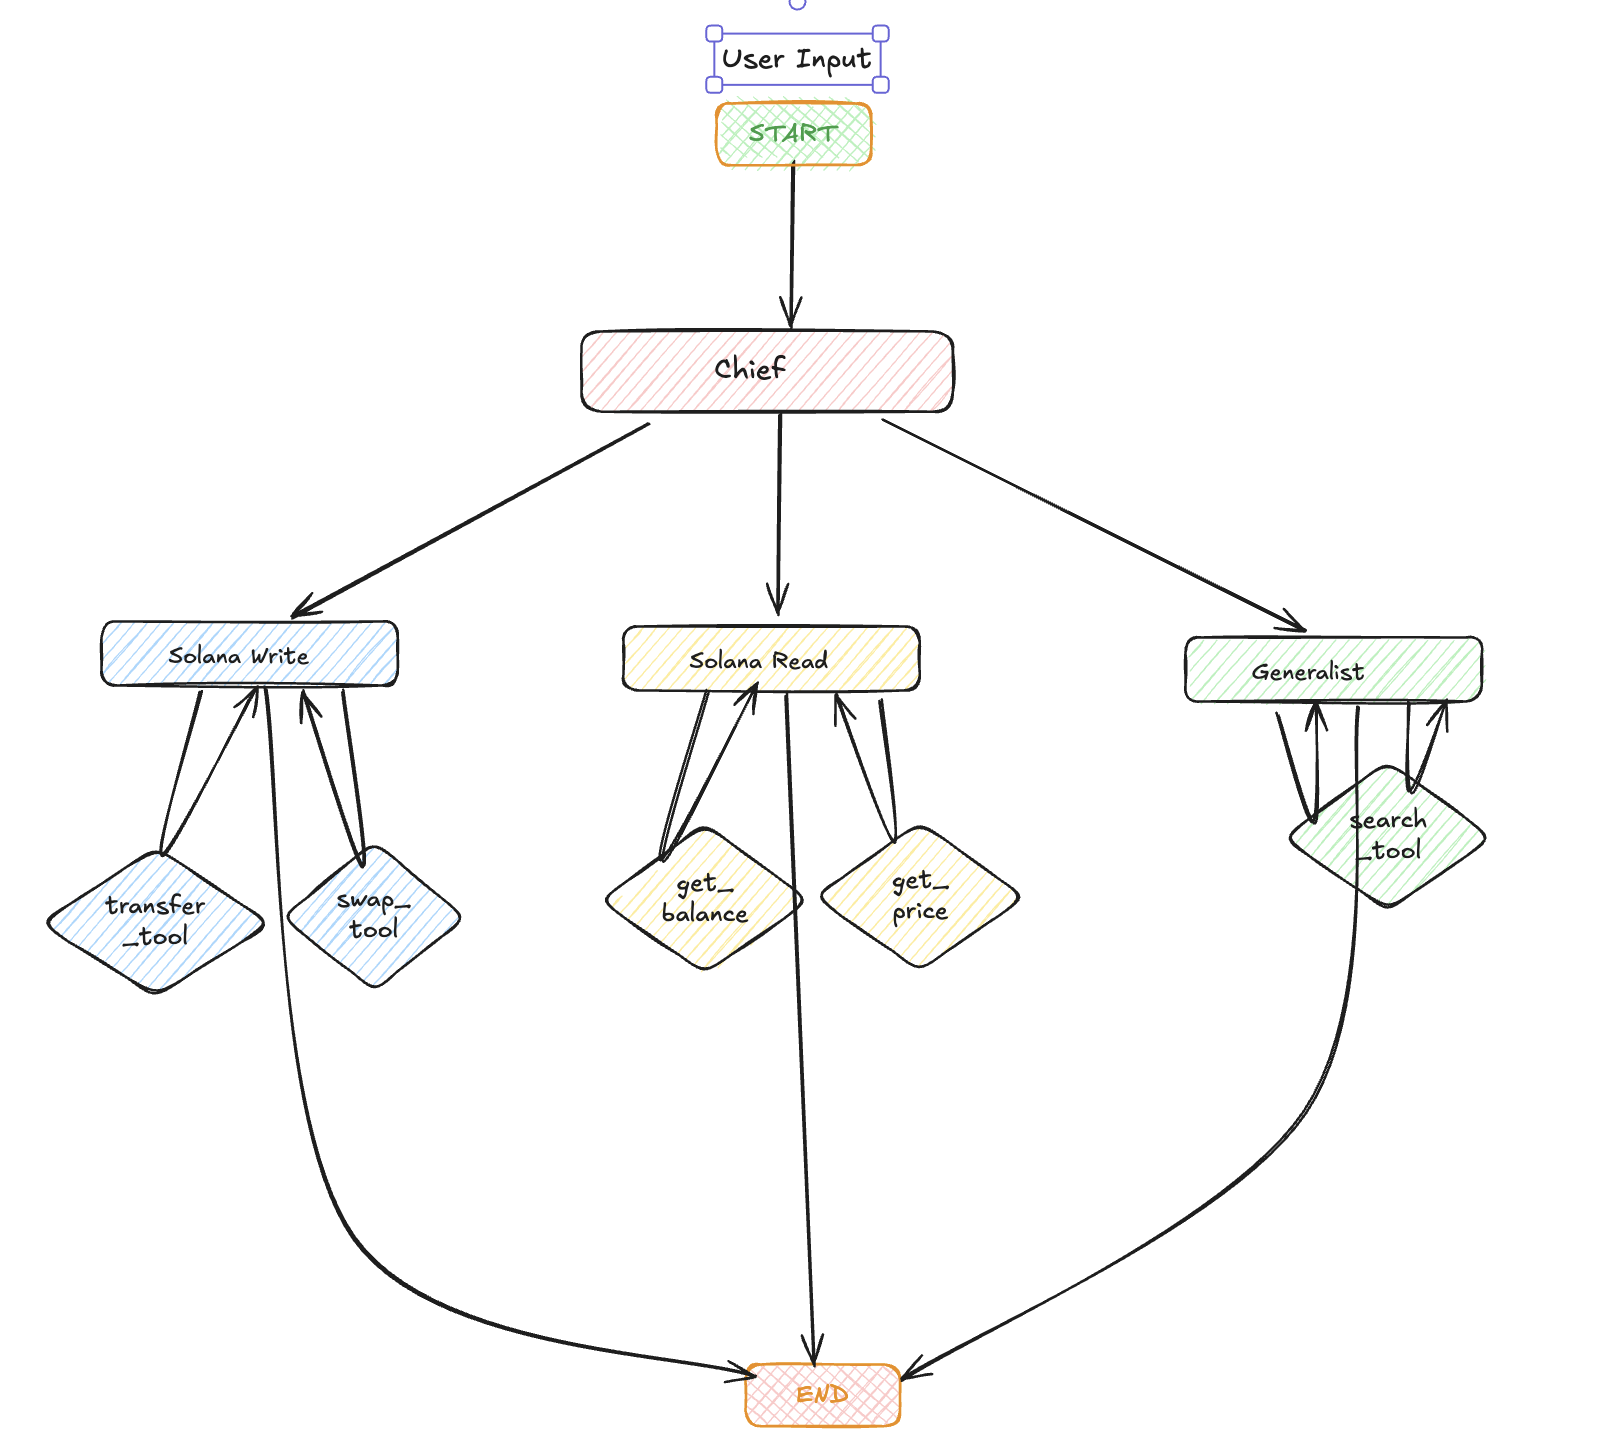 User Input
START
Chief
Solana Write
Solana Read
Generalist
transfer
_tool
swap_
tool
get_
balance
get_
price
search
_tool
END